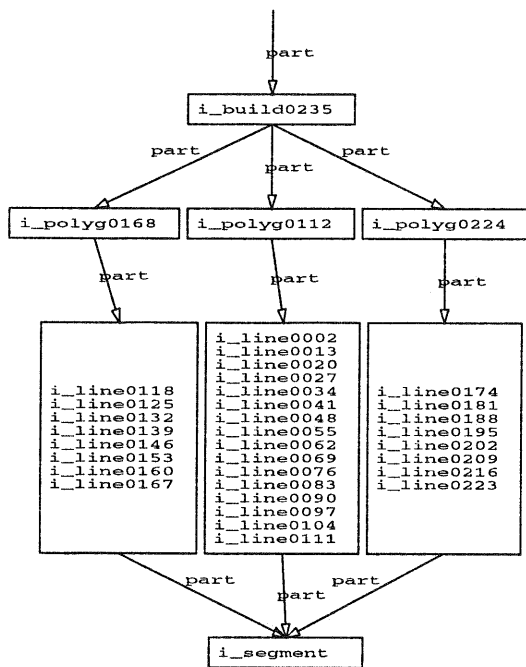 part
i_build0235
part part part
i_polyg0168 i_polyg0112 i_polyg0224
part part part
i_line0118
i_line0125
i_line0132
i_line0139
i_line0146
i_line0153
i_line0160
i_line0167
i_line0002
i_line0013
i_line0020
i_line0027
i_line0034
i_line0041
i_line0048
i_line0055
i_line0062
i_line0069
i_line0076
i_line0083
i_line0090
i_line0097
i_line0104
i_line0111
i_line0174
i_line0181
i_line0188
i_line0195
i_line0202
i_line0209
i_line0216
i_line0223
part part part
i_segment